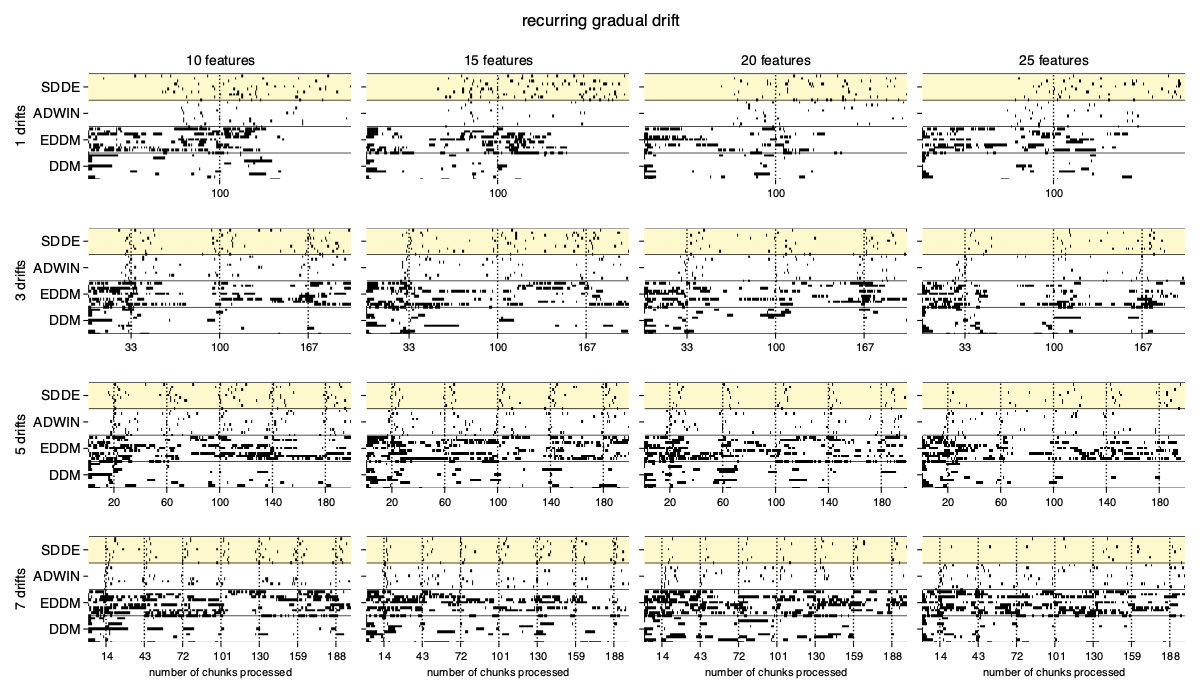 recurring gradual drift
10 features 15 features 20 features 25 features
1 drifts
SDDE
ADWIN
EDDM
DDM
100 100 100 100
3 drifts
SDDE
ADWIN
EDDM
DDM
33 100 167 33 100 167 33 100 167 33 100 167
5 drifts
SDDE
ADWIN
EDDM
DDM
20 60 100 140 180 20 60 100 140 180 20 60 100 140 180 20 60 100 140 180
7 drifts
SDDE
ADWIN
EDDM
DDM
14 43 72 101 130 159 188 14 43 72 101 130 159 188 14 43 72 101 130 159 188 14 43 72 101 130 159 188
number of chunks processed number of chunks processed number of chunks processed number of chunks processed